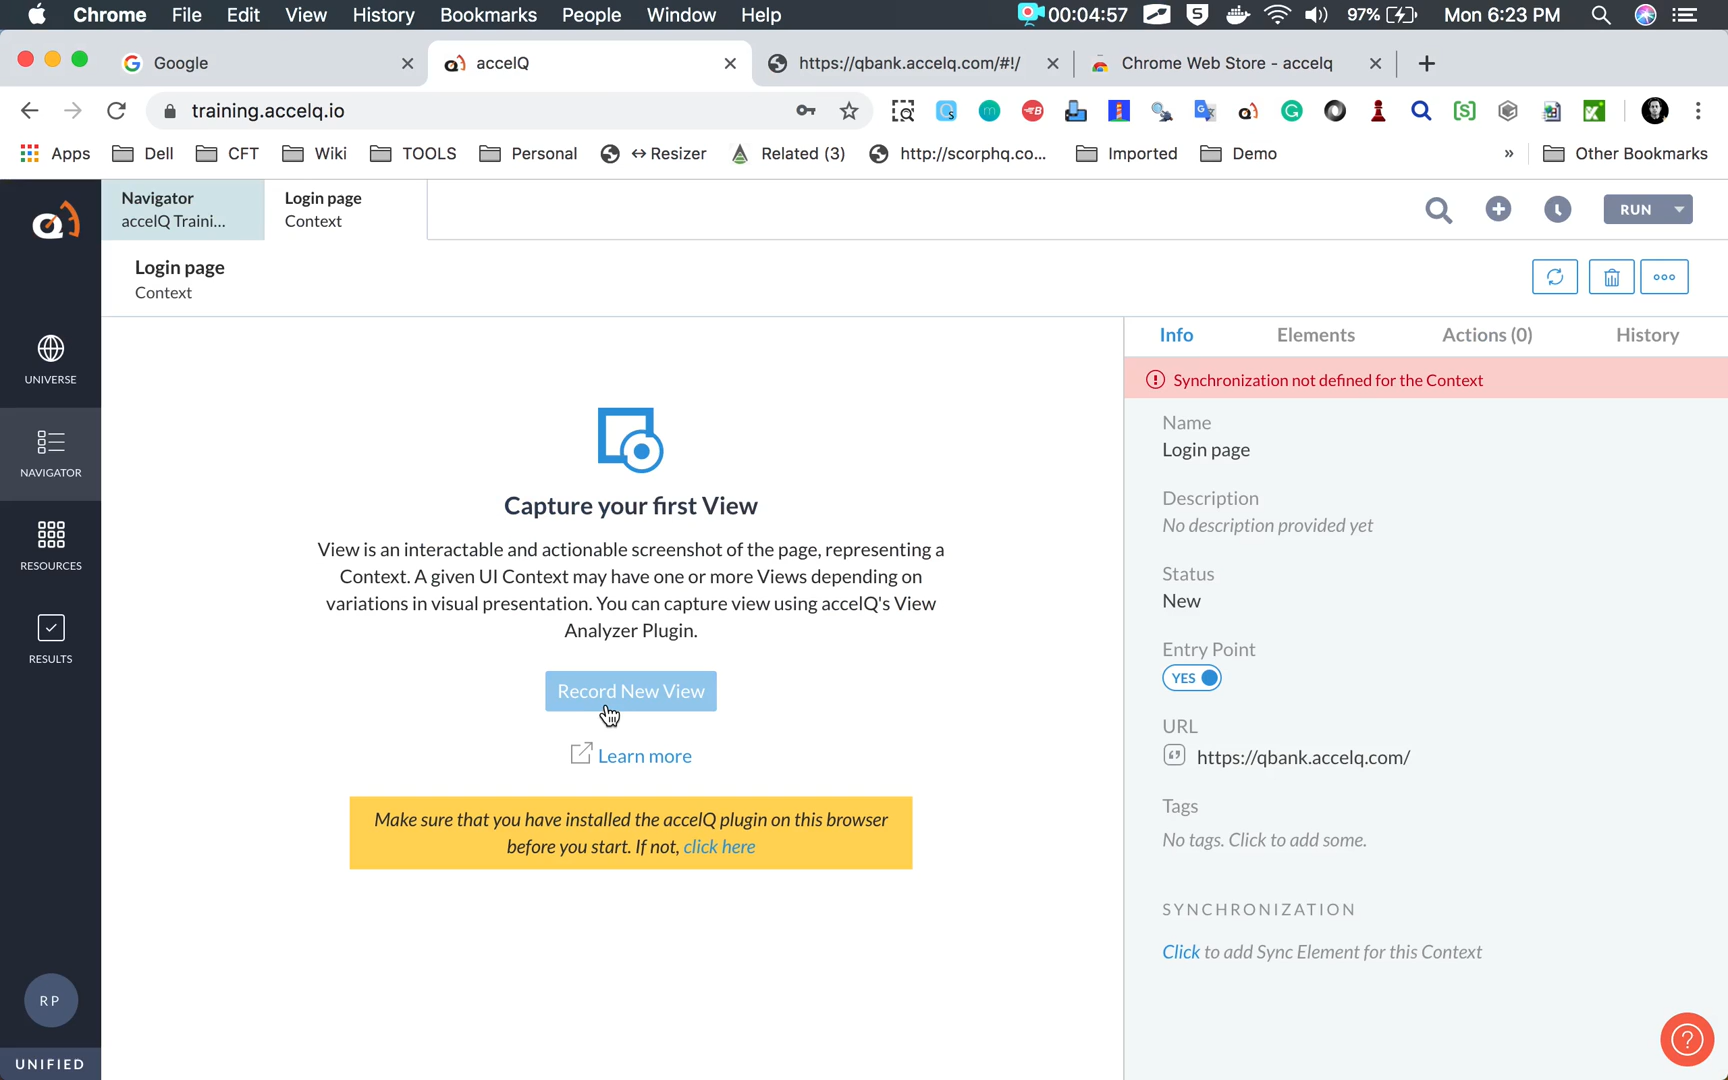 Chrome File Edit View History Bookmarks People Window Help 00:04:57 97% Mon 6:23 PM
Google accelQ https://qbank.accelq.com/#!/ Chrome Web Store - accelq
training.accelq.io
Apps Dell CFT Wiki TOOLS Personal ↔Resizer Related (3) http://scorphq.co... Imported Demo » Other Bookmarks
Navigator
accelQ Traini...
Login page
Context
RUN
Login page
Context
UNIVERSE
NAVIGATOR
RESOURCES
RESULTS
RP
UNIFIED
Capture your first View
View is an interactable and actionable screenshot of the page, representing a
Context. A given UI Context may have one or more Views depending on
variations in visual presentation. You can capture view using accelQ's View
Analyzer Plugin.
Record New View
Learn more
Make sure that you have installed the accelQ plugin on this browser
before you start. If not, click here
Info Elements Actions (0) History
Synchronization not defined for the Context
Name
Login page
Description
No description provided yet
Status
New
Entry Point
YES
URL
https://qbank.accelq.com/
Tags
No tags. Click to add some.
SYNCHRONIZATION
Click to add Sync Element for this Context
?